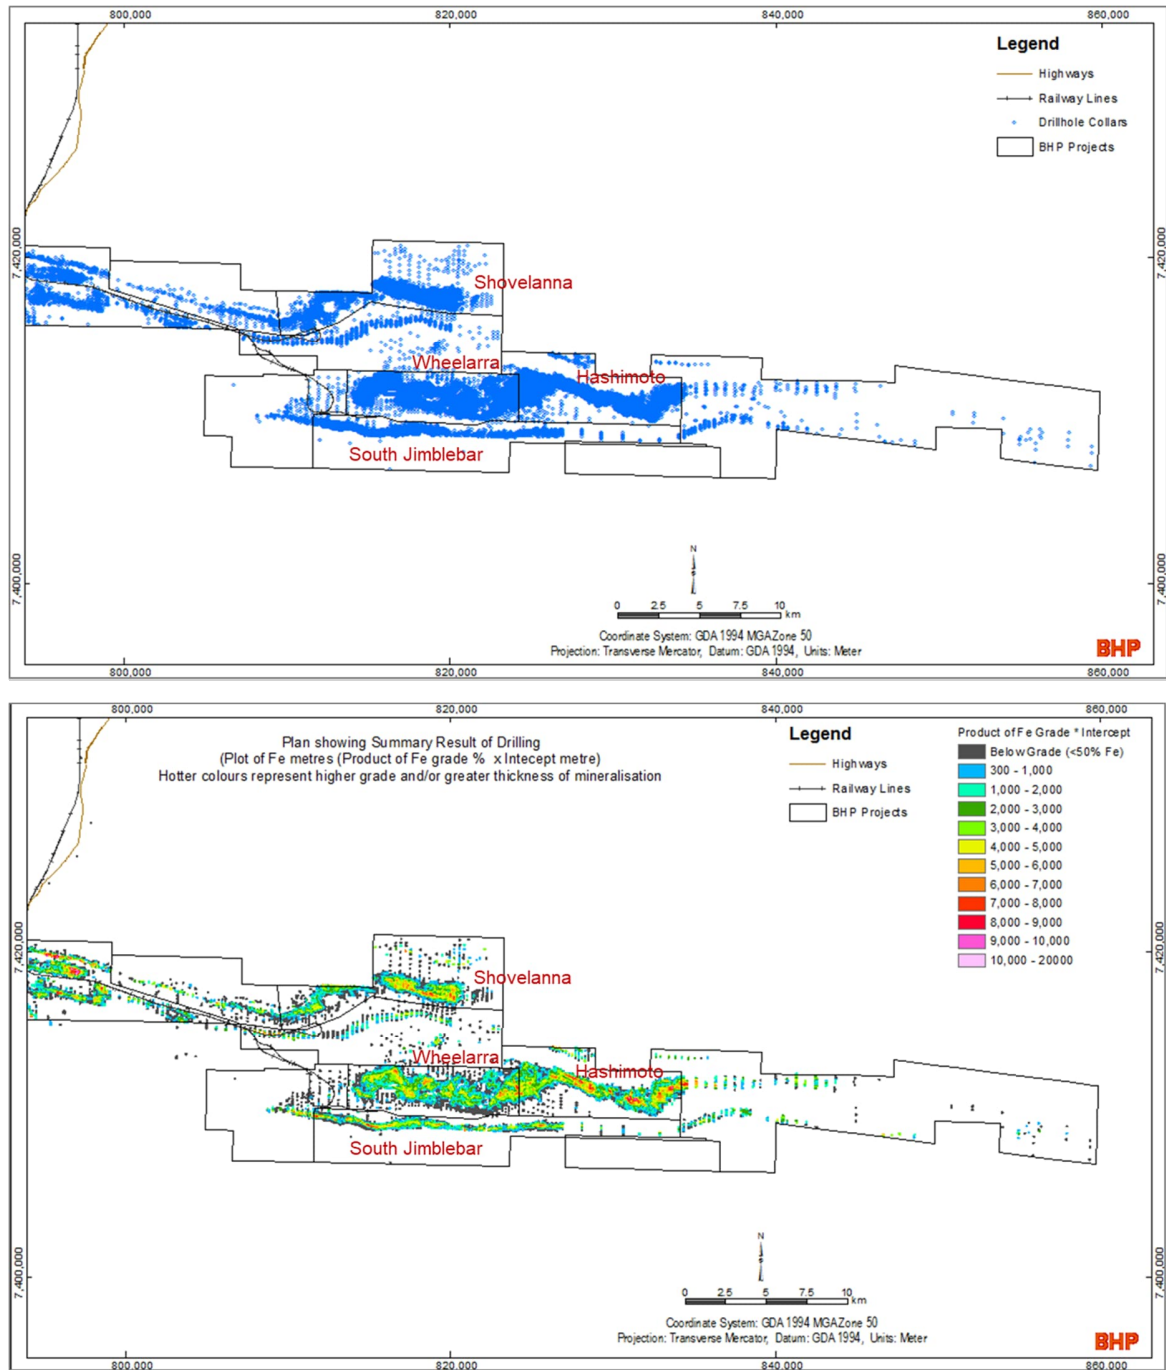 800,000
820,000
840,000
860,000
Legend
Highways
Railway Lines
Drillhole Collars
BHP Projects
7,420,000
7,420,000
Shovelanna
Wheelarra
Hashimoto
South Jimblebar
7,400,000
7,400,000
N
0 2.5 5 7.5 10
km
Coordinate System: GDA 1994 MGAZone 50
Projection: Transverse Mercator, Datum: GDA 1994, Units: Meter
BHP
800,000
820,000
840,000
860,000
800,000
820,000
840,000
860,000
Plan showing Summary Result of Drilling
(Plot of Fe metres (Product of Fe grade % x Intecept metre)
Hotter colours represent higher grade and/or greater thickness of mineralisation
Legend
Highways
Railway Lines
BHP Projects
Product of Fe Grade * Intercept
Below Grade (<50% Fe)
300 - 1,000
1,000 - 2,000
2,000 - 3,000
3,000 - 4,000
4,000 - 5,000
5,000 - 6,000
6,000 - 7,000
7,000 - 8,000
8,000 - 9,000
9,000 - 10,000
10,000 - 20000
7,420,000
7,420,000
Shovelanna
Wheelarra
Hashimoto
South Jimblebar
7,400,000
7,400,000
N
0 2.5 5 7.5 10
km
Coordinate System: GDA 1994 MGAZone 50
Projection: Transverse Mercator, Datum: GDA 1994, Units: Meter
BHP
800,000
820,000
840,000
860,000